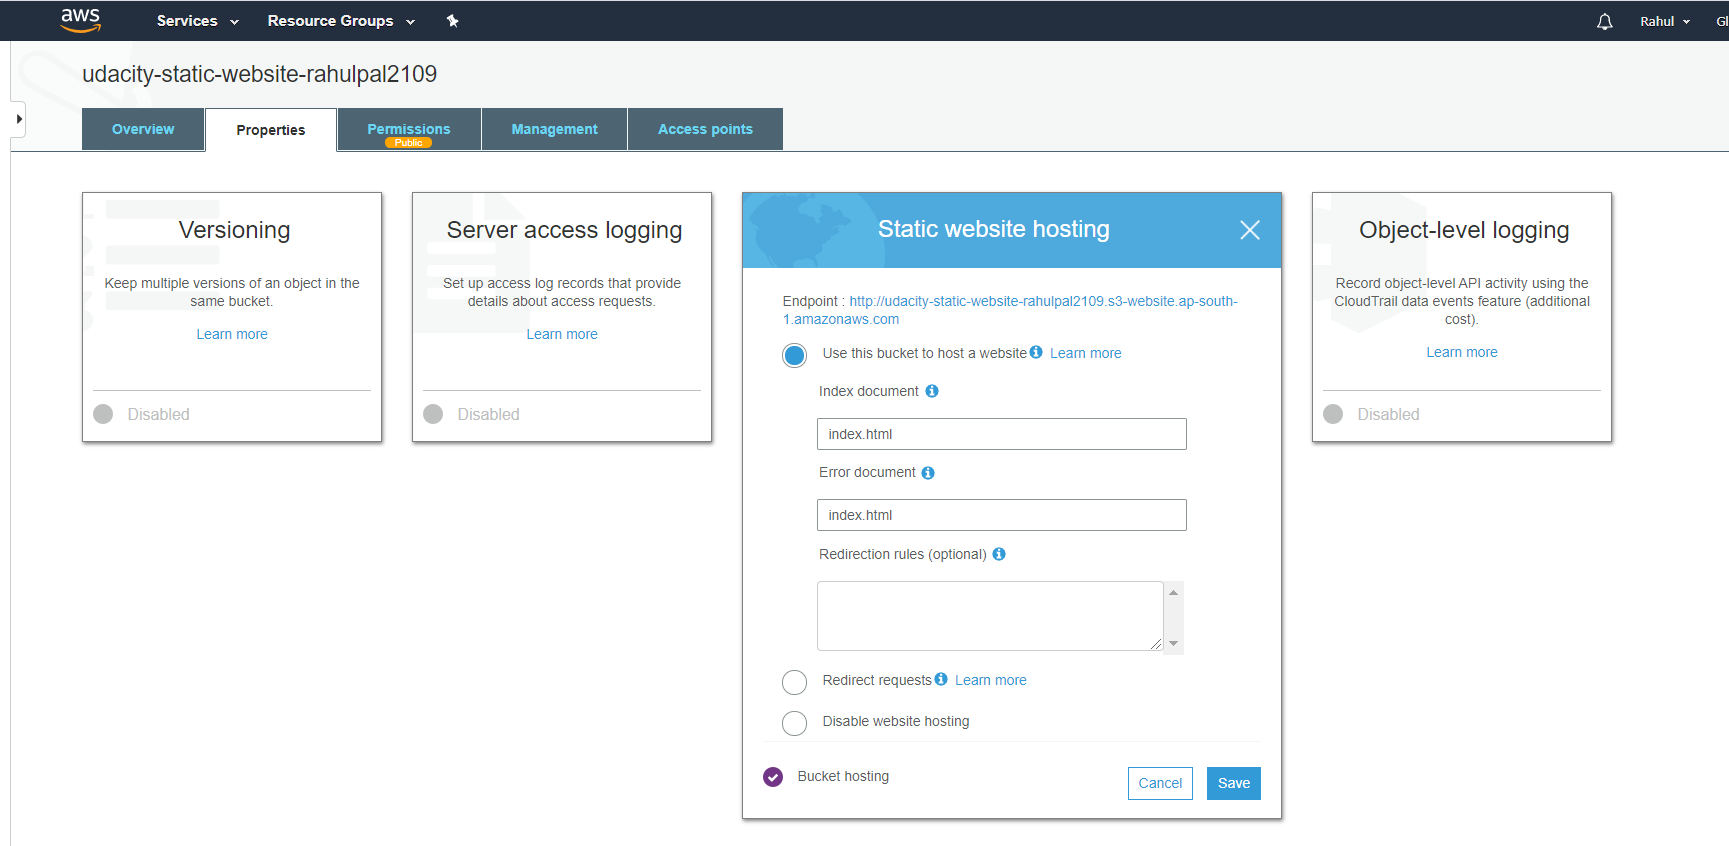 aws Services Resource Groups Rahul Gl
udacity-static-website-rahulpal2109
Overview Properties Permissions Management Access points
Public
Versioning
Keep multiple versions of an object in the
same bucket.
Learn more
Disabled
Server access logging
Set up access log records that provide
details about access requests.
Learn more
Disabled
Static website hosting
Endpoint : http://udacity-static-website-rahulpal2109.s3-website.ap-south-
1.amazonaws.com
Use this bucket to host a website Learn more
Index document
index.html
Error document
index.html
Redirection rules (optional)
Redirect requests Learn more
Disable website hosting
Bucket hosting
Cancel Save
Object-level logging
Record object-level API activity using the
CloudTrail data events feature (additional
cost).
Learn more
Disabled